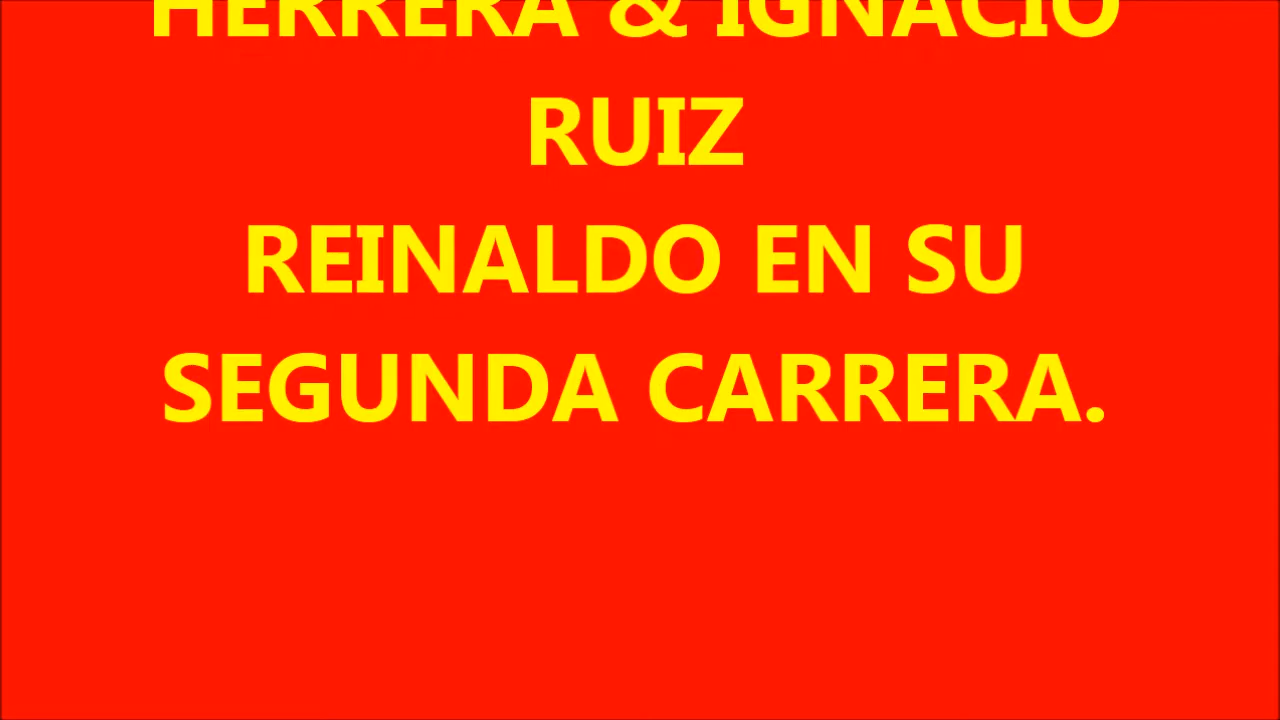 HERRERA & IGNACIO
RUIZ
REINALDO EN SU
SEGUNDA CARRERA.